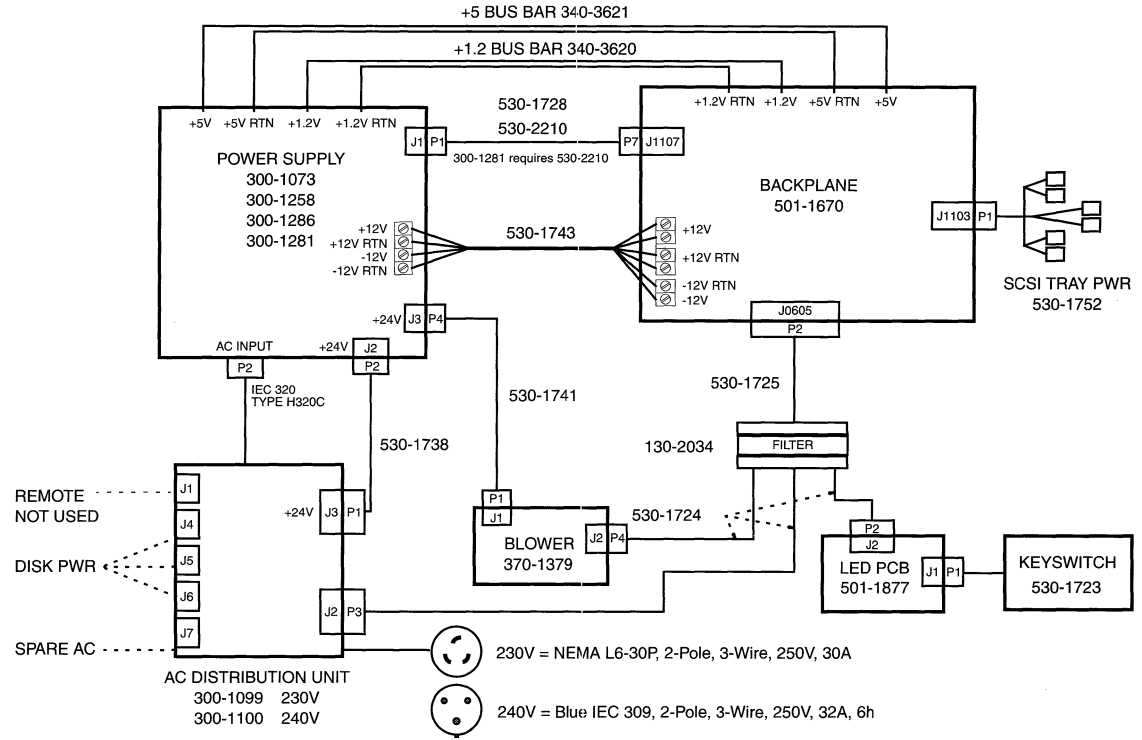 +5 BUS BAR 340-3621
+1.2 BUS BAR 340-3620
+5V +5V RTN +1.2V +1.2V RTN
+1.2V RTN +1.2V +5V RTN +5V
POWER SUPPLY
300-1073
300-1258
300-1286
300-1281
J1 P1
530-1728
530-2210
300-1281 requires 530-2210
P7 J1107
BACKPLANE
501-1670
J1103 P1
SCSI TRAY PWR
530-1752
+12V
+12V RTN
-12V
-12V RTN
530-1743
+12V
+12V RTN
-12V RTN
-12V
+24V J3 P4
J0605
P2
AC INPUT
P2
+24V J2
P2
IEC 320
TYPE H320C
530-1738
530-1741
530-1725
130-2034
FILTER
REMOTE
NOT USED
DISK PWR
SPARE AC
J1
J4
J5
J6
J7
+24V J3 P1
J2 P3
AC DISTRIBUTION UNIT
300-1099 230V
300-1100 240V
P1
J1
BLOWER
370-1379
J2 P4
530-1724
P2
J2
LED PCB
501-1877
J1 P1
KEYSWITCH
530-1723
230V = NEMA L6-30P, 2-Pole, 3-Wire, 250V, 30A
240V = Blue IEC 309, 2-Pole, 3-Wire, 250V, 32A, 6h